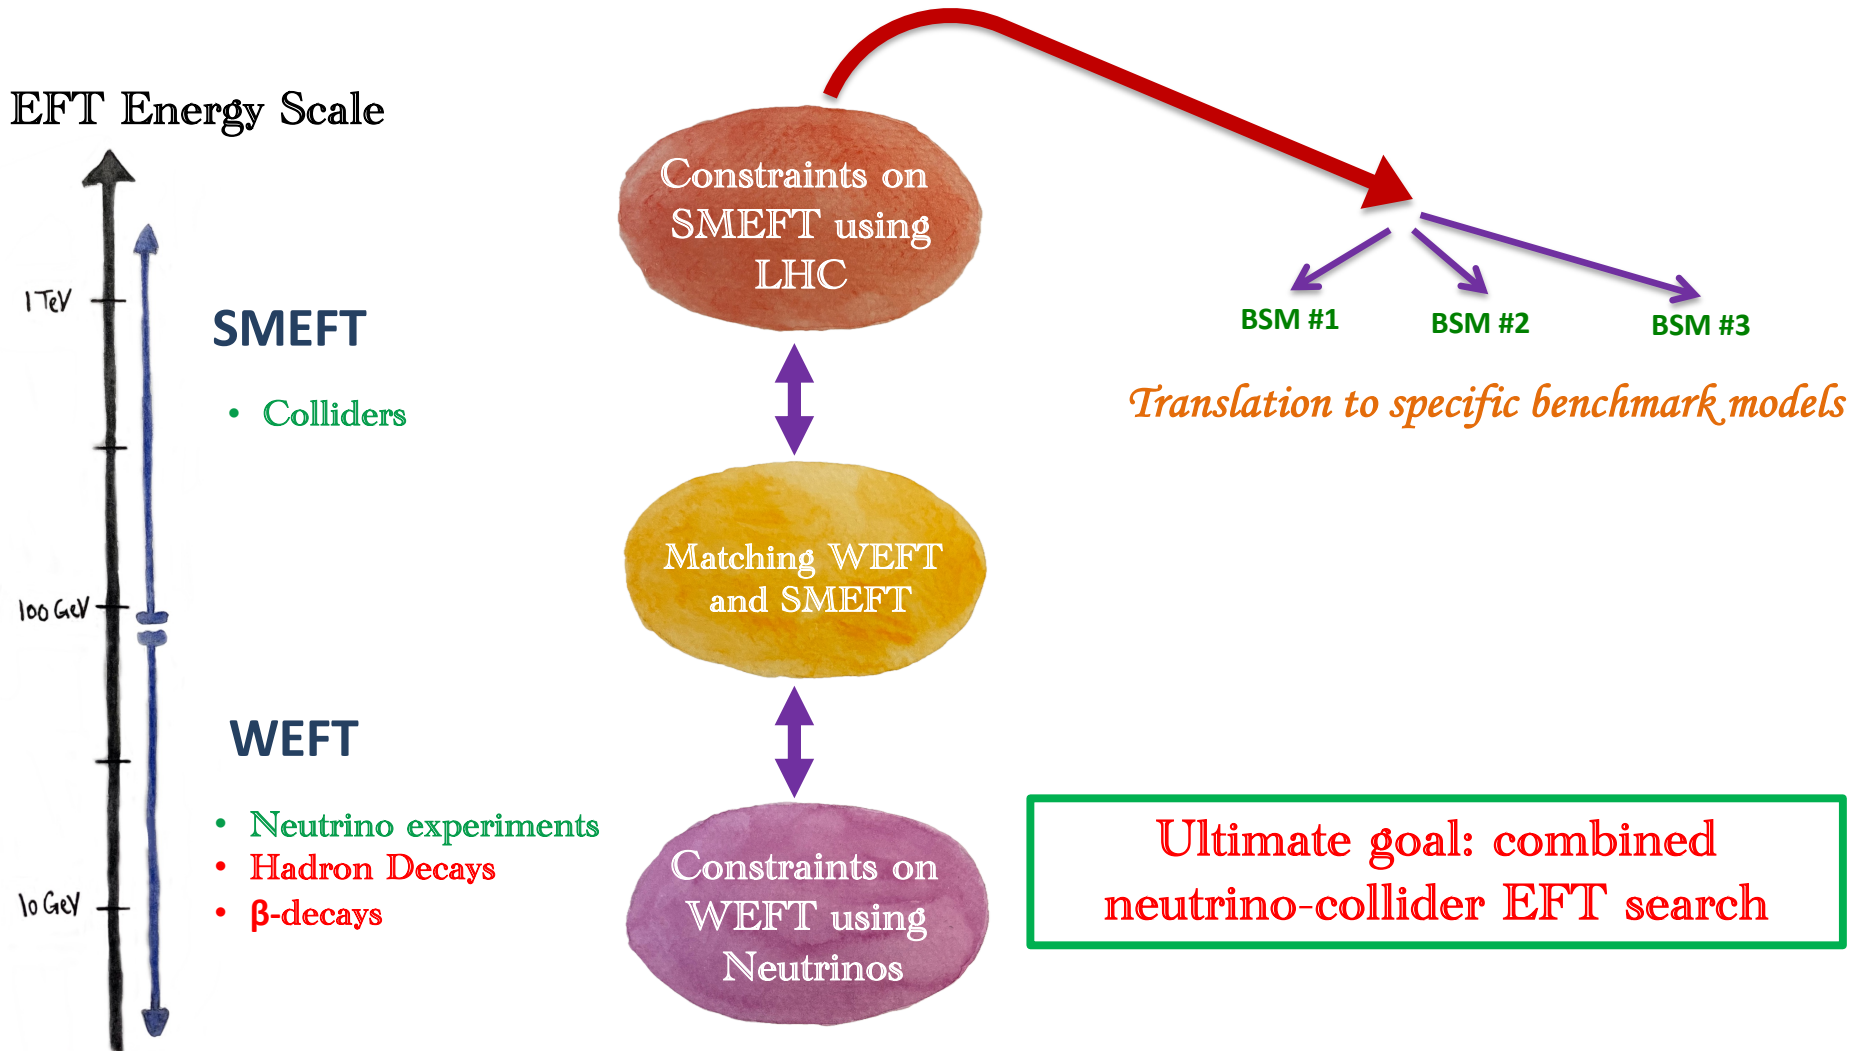 EFT Energy Scale
1 TeV
100 GeV
10 GeV
SMEFT
• Colliders
WEFT
• Neutrino experiments
• Hadron Decays
• β-decays
Constraints on
SMEFT using
LHC
Matching WEFT
and SMEFT
Constraints on
WEFT using
Neutrinos
BSM #1
BSM #2
BSM #3
Translation to specific benchmark models
Ultimate goal: combined
neutrino-collider EFT search